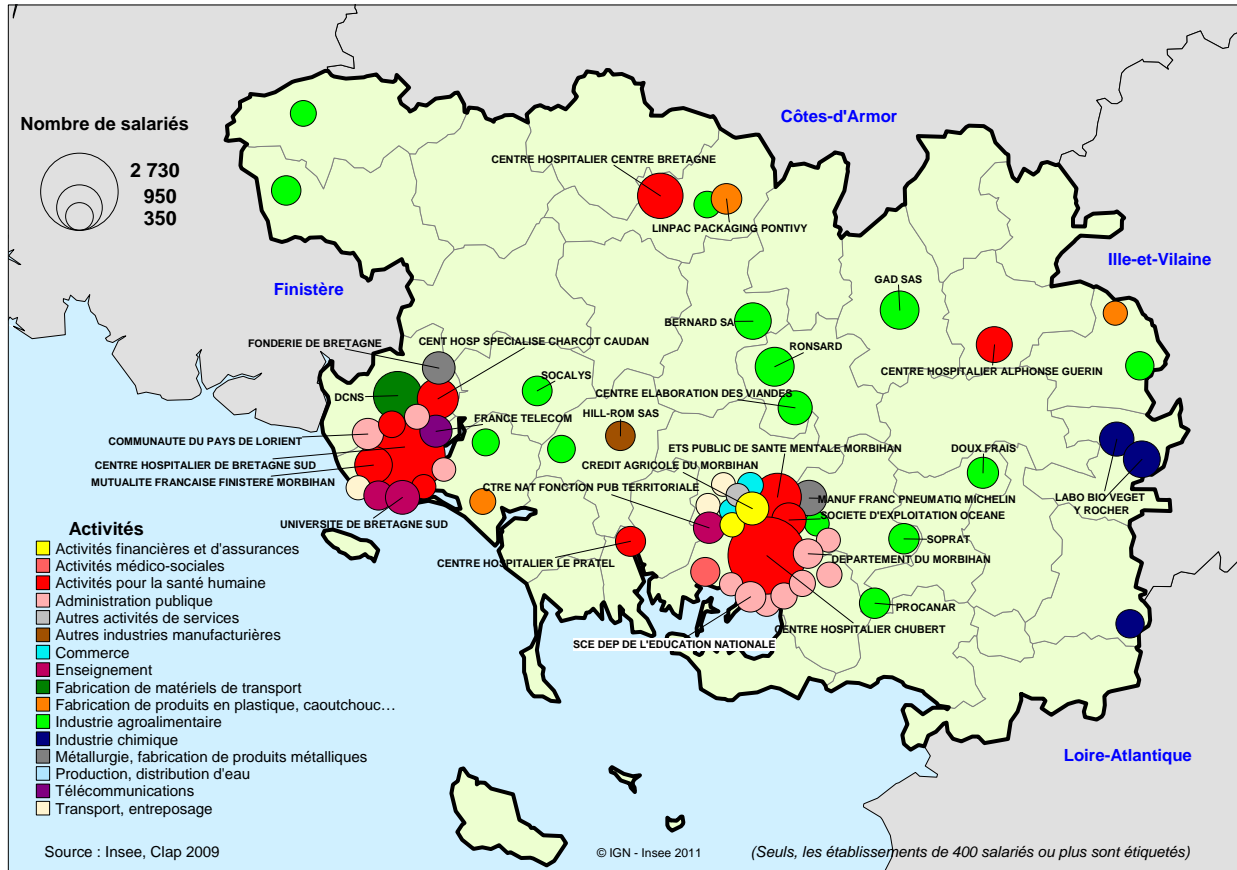 Nombre de salariés
2 730
950
350
Côtes-d'Armor
Ille-et-Vilaine
Finistère
Loire-Atlantique
CENTRE HOSPITALIER CENTRE BRETAGNE
LINPAC PACKAGING PONTIVY
GAD SAS
BERNARD SA
FONDERIE DE BRETAGNE
CENT HOSP SPECIALISE CHARCOT CAUDAN
RONSARD
CENTRE HOSPITALIER ALPHONSE GUERIN
SOCALYS
DCNS
CENTRE ELABORATION DES VIANDES
FRANCE TELECOM
HILL-ROM SAS
COMMUNAUTE DU PAYS DE LORIENT
ETS PUBLIC DE SANTE MENTALE MORBIHAN
DOUX FRAIS
CENTRE HOSPITALIER DE BRETAGNE SUD
CREDIT AGRICOLE DU MORBIHAN
MUTUALITE FRANCAISE FINISTERE MORBIHAN
CTRE NAT FONCTION PUB TERRITORIALE
MANUF FRANC PNEUMATIQ MICHELIN
LABO BIO VEGET
Y ROCHER
SOCIETE D'EXPLOITATION OCEANE
UNIVERSITE DE BRETAGNE SUD
SOPRAT
CENTRE HOSPITALIER LE PRATEL
DEPARTEMENT DU MORBIHAN
PROCANAR
CENTRE HOSPITALIER CHUBERT
SCE DEP DE L'EDUCATION NATIONALE
Activités
Activités financières et d'assurances
Activités médico-sociales
Activités pour la santé humaine
Administration publique
Autres activités de services
Autres industries manufacturières
Commerce
Enseignement
Fabrication de matériels de transport
Fabrication de produits en plastique, caoutchouc…
Industrie agroalimentaire
Industrie chimique
Métallurgie, fabrication de produits métalliques
Production, distribution d'eau
Télécommunications
Transport, entreposage
Source : Insee, Clap 2009
© IGN - Insee 2011
(Seuls, les établissements de 400 salariés ou plus sont étiquetés)